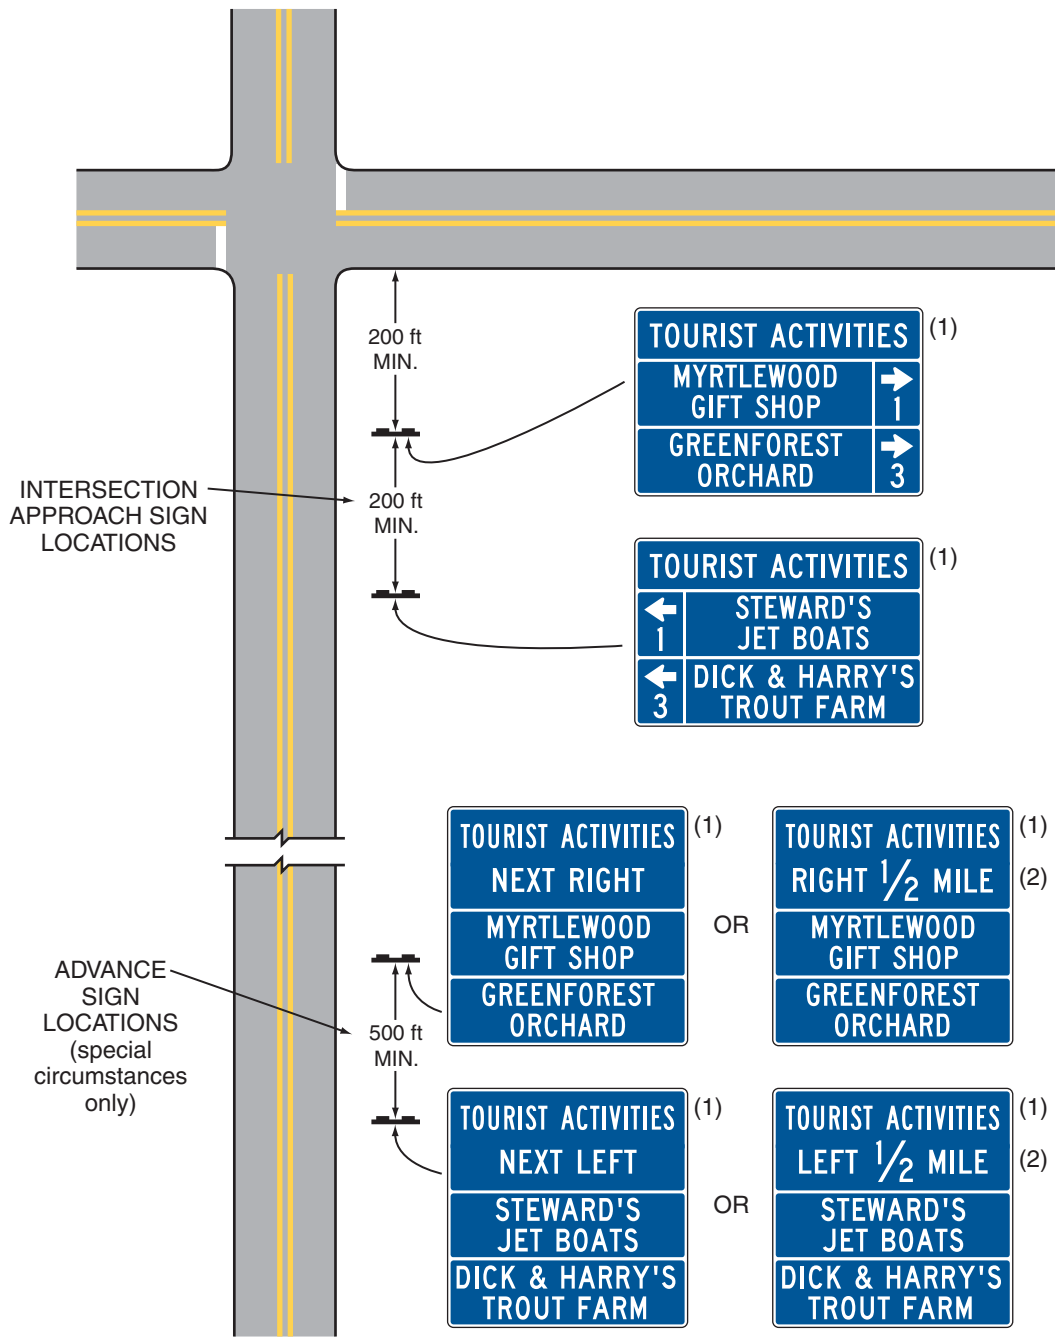 200 ft
MIN.
TOURIST ACTIVITIES (1)
MYRTLEWOOD
GIFT SHOP
1
GREENFOREST
ORCHARD
3
INTERSECTION
APPROACH SIGN
LOCATIONS
200 ft
MIN.
TOURIST ACTIVITIES (1)
1
STEWARD'S
JET BOATS
3
DICK & HARRY'S
TROUT FARM
TOURIST ACTIVITIES (1)
NEXT RIGHT
MYRTLEWOOD
GIFT SHOP
GREENFOREST
ORCHARD
OR
TOURIST ACTIVITIES (1)
RIGHT 1/2 MILE (2)
MYRTLEWOOD
GIFT SHOP
GREENFOREST
ORCHARD
ADVANCE
SIGN
LOCATIONS
(special
circumstances
only)
500 ft
MIN.
TOURIST ACTIVITIES (1)
NEXT LEFT
STEWARD'S
JET BOATS
DICK & HARRY'S
TROUT FARM
OR
TOURIST ACTIVITIES (1)
LEFT 1/2 MILE (2)
STEWARD'S
JET BOATS
DICK & HARRY'S
TROUT FARM